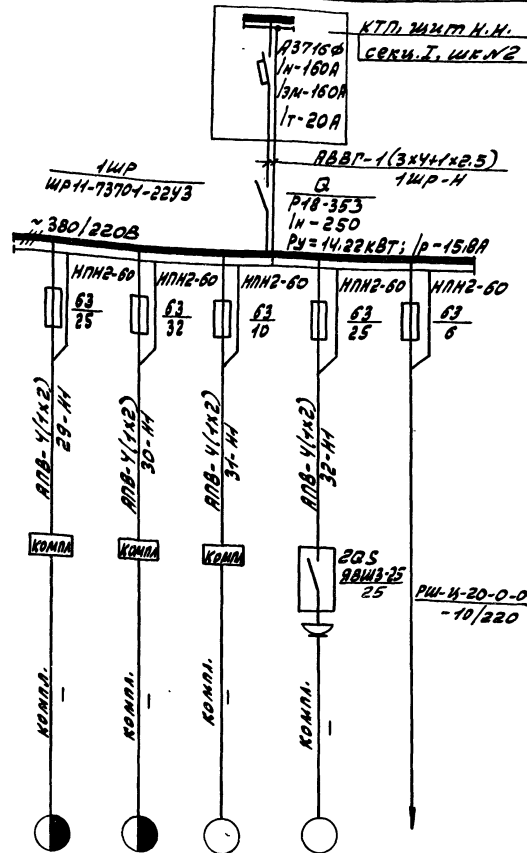 КТП, щит Н.Н.
секц. I, шк №2
А3716Ф
Iн-160А
Iэм-160А
Iт-20А
АВВГ-1(3х4+1х2.5)
1ШР-Н
1ШР
ШР11-73701-22У3
Q
Р18-353
Iн-250
Ру=14,22кВт; Iр-15,8А
~380/220В
НПН2-60
НПН2-60
НПН2-60
НПН2-60
НПН2-60
63
25
63
32
63
10
63
25
63
6
АПВ-4(1х2)
29-Н1
АПВ-4(1х2)
30-Н1
АПВ-4(1х2)
31-Н1
АПВ-4(1х2)
32-Н1
КОМПЛ
КОМПЛ
КОМПЛ
2QS
ЯВШ3-25
25
РШ-Ц-20-0-0
-10/220
КОМПЛ.
КОМПЛ.
КОМПЛ.